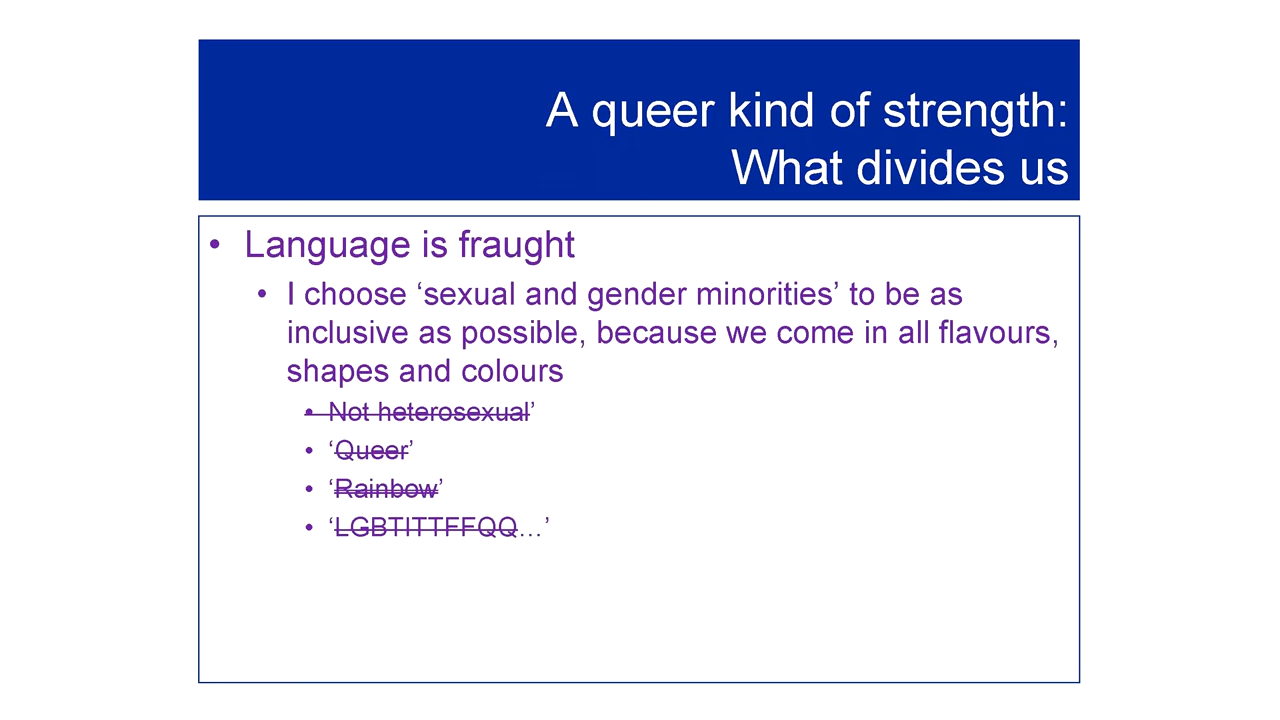 A queer kind of strength:
What divides us
• Language is fraught
• I choose ‘sexual and gender minorities’ to be as
inclusive as possible, because we come in all flavours,
shapes and colours
• Not heterosexual’
• ‘Queer’
• ‘Rainbow’
• ‘LGBTITTFFQQ…’